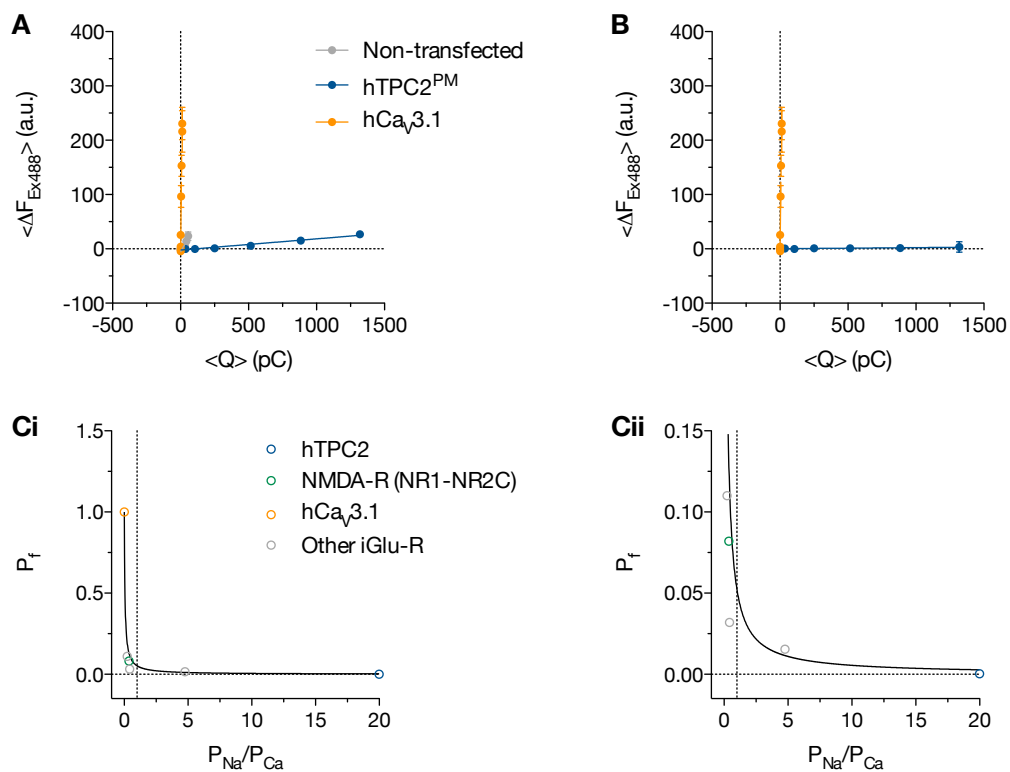 A
B
400
300
200
100
0
-100
<ΔF_Ex488> (a.u.)
-500
0
500
1000
1500
<Q> (pC)
Non-transfected
hTPC2^PM
hCa_V3.1
400
300
200
100
0
-100
<ΔF_Ex488> (a.u.)
-500
0
500
1000
1500
<Q> (pC)
Ci
Cii
1.5
1.0
0.5
0.0
P_f
0
5
10
15
20
P_Na/P_Ca
hTPC2
NMDA-R (NR1-NR2C)
hCa_V3.1
Other iGlu-R
0.15
0.10
0.05
0.00
P_f
0
5
10
15
20
P_Na/P_Ca